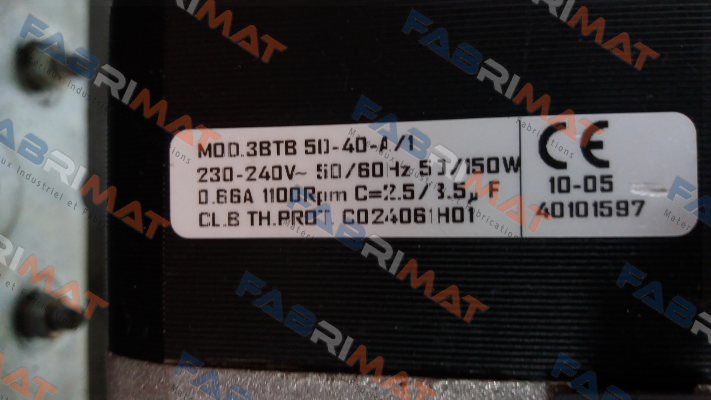 MOD.3BTB 50-40-A/1
230-240V~ 50/60Hz 50/150W
0.66A 1100Rpm C=2.5/3.5µF
CL.B TH.PROT. C024061H01
CE
10-05
40101597
FABRIMAT